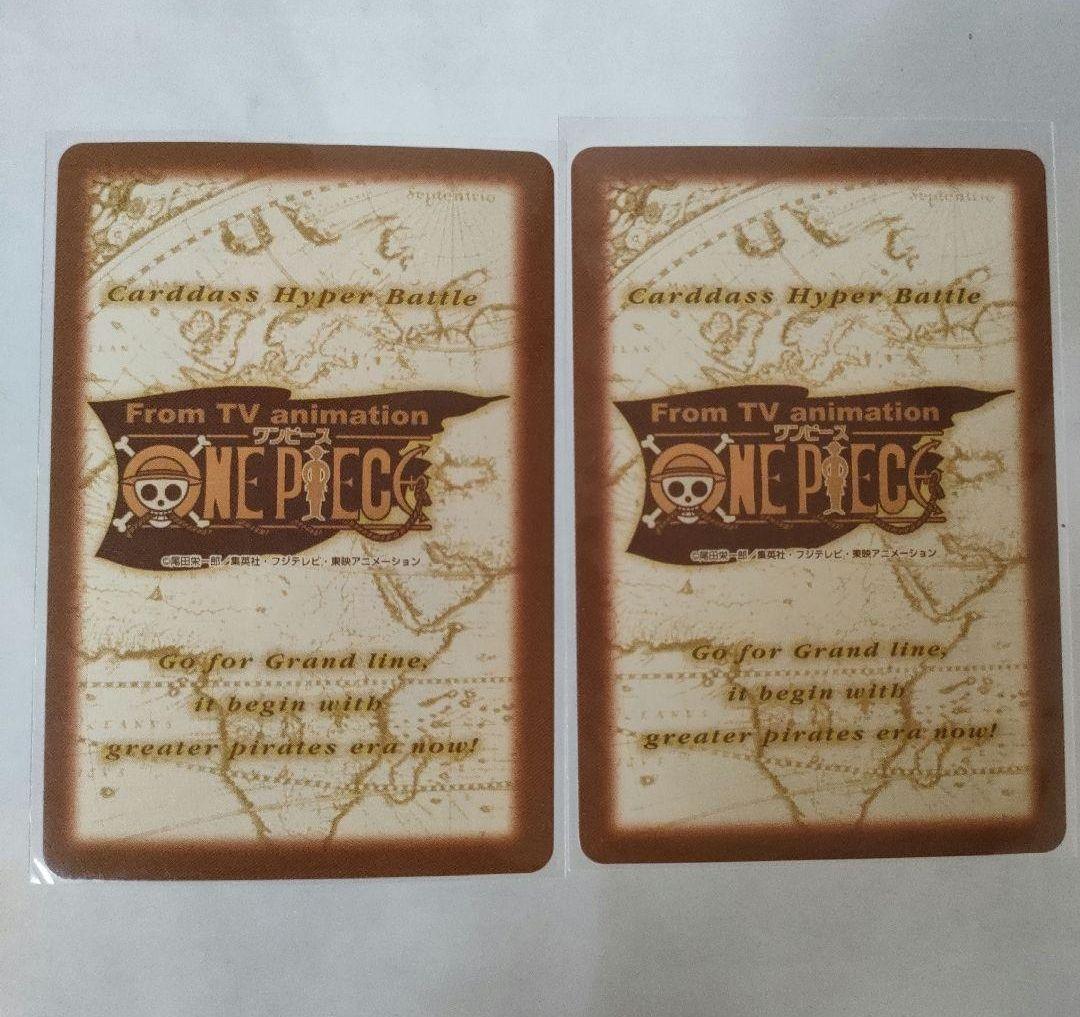 Septentrio
Carddass Hyper Battle
From TV animation
ワンピース
ONE PIECE
©尾田栄一郎／集英社・フジテレビ・東映アニメーション
Go for Grand line,
it begin with
greater pirates era now!
Septentrio
Carddass Hyper Battle
From TV animation
ワンピース
ONE PIECE
©尾田栄一郎／集英社・フジテレビ・東映アニメーション
Go for Grand line,
it begin with
greater pirates era now!